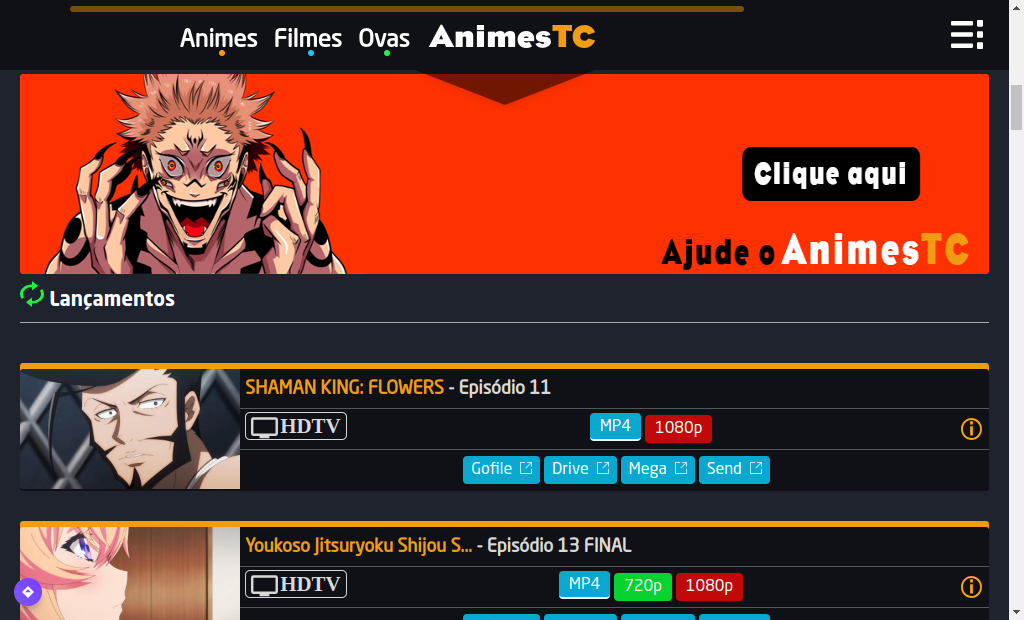 Animes Filmes Ovas AnimesTC
Clique aqui
Ajude o AnimesTC
Lançamentos
SHAMAN KING: FLOWERS - Episódio 11
HDTV MP4 1080p
Gofile Drive Mega Send
Youkoso Jitsuryoku Shijou S... - Episódio 13 FINAL
HDTV MP4 720p 1080p